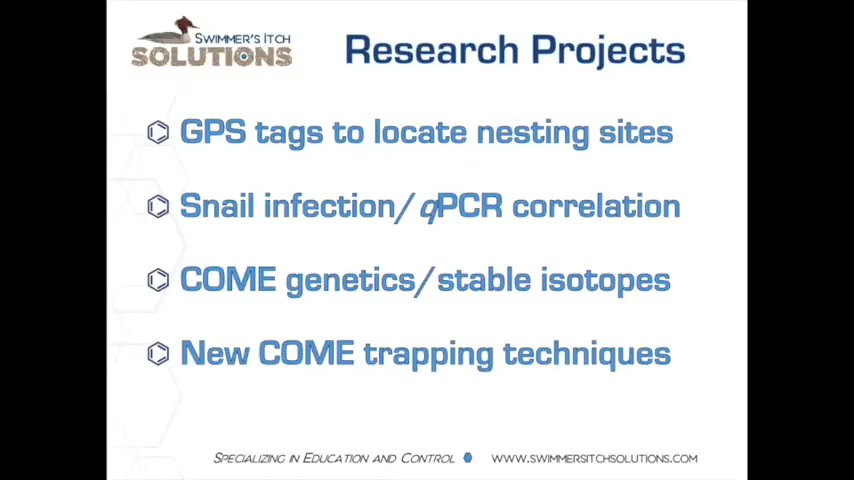 SWIMMER'S ITCH
SOLUTIONS
Research Projects
GPS tags to locate nesting sites
Snail infection/qPCR correlation
COME genetics/stable isotopes
New COME trapping techniques
SPECIALIZING IN EDUCATION AND CONTROL
WWW.SWIMMERSITCHSOLUTIONS.COM